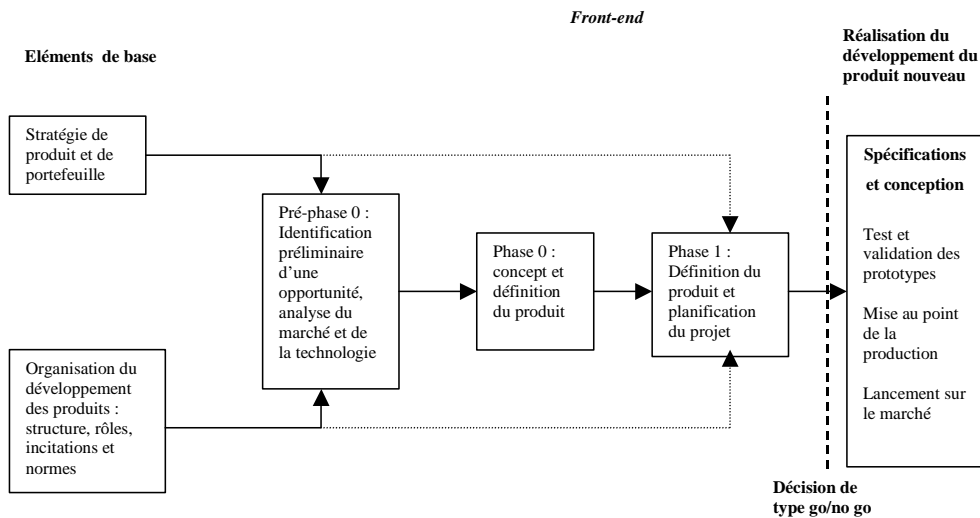 Front-end
Eléments de base
Réalisation du
développement du
produit nouveau
Stratégie de
produit et de
portefeuille
Pré-phase 0 :
Identification
préliminaire
d’une
opportunité,
analyse du
marché et de
la technologie
Phase 0 :
concept et
définition
du produit
Phase 1 :
Définition du
produit et
planification
du projet
Spécifications
et conception
Test et
validation des
prototypes
Mise au point
de la
production
Lancement sur
le marché
Organisation du
développement
des produits :
structure, rôles,
incitations et
normes
Décision de
type go/no go